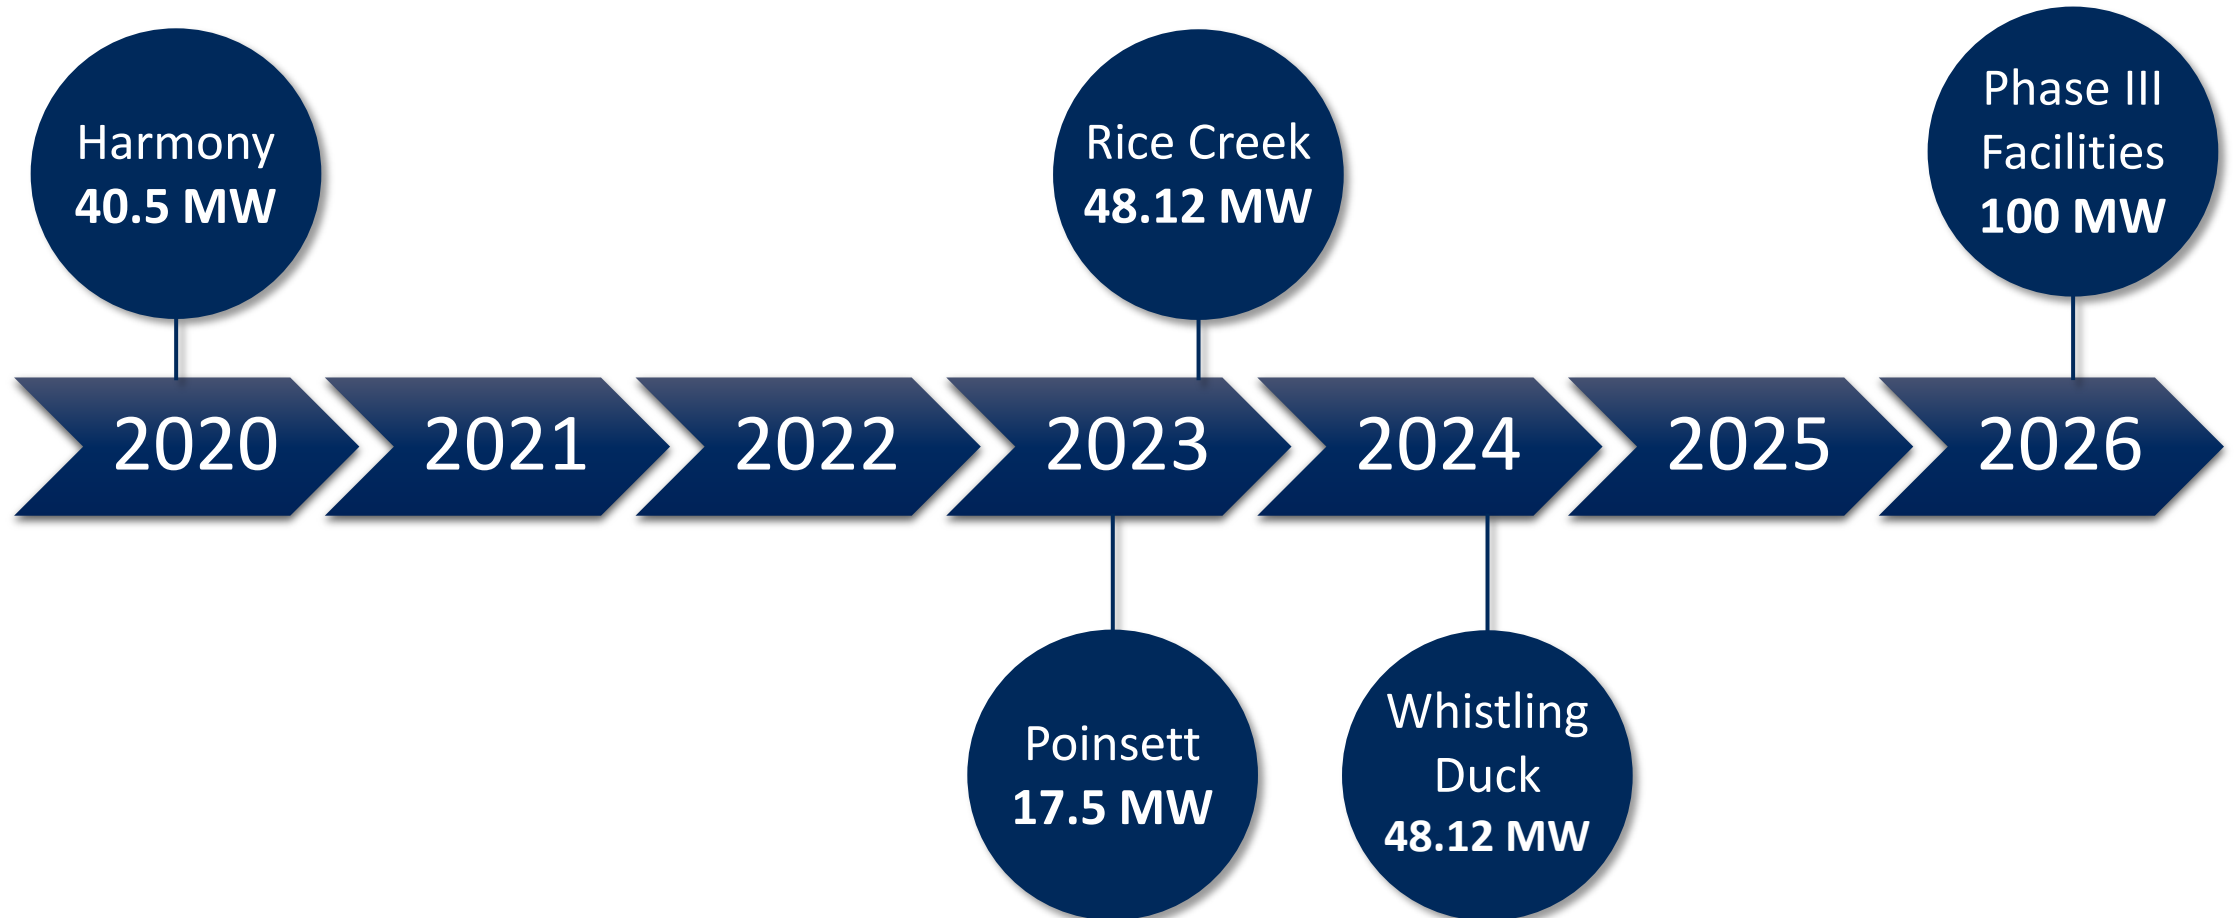 Harmony
40.5 MW
Rice Creek
48.12 MW
Phase III
Facilities
100 MW
2020
2021
2022
2023
2024
2025
2026
Poinsett
17.5 MW
Whistling
Duck
48.12 MW